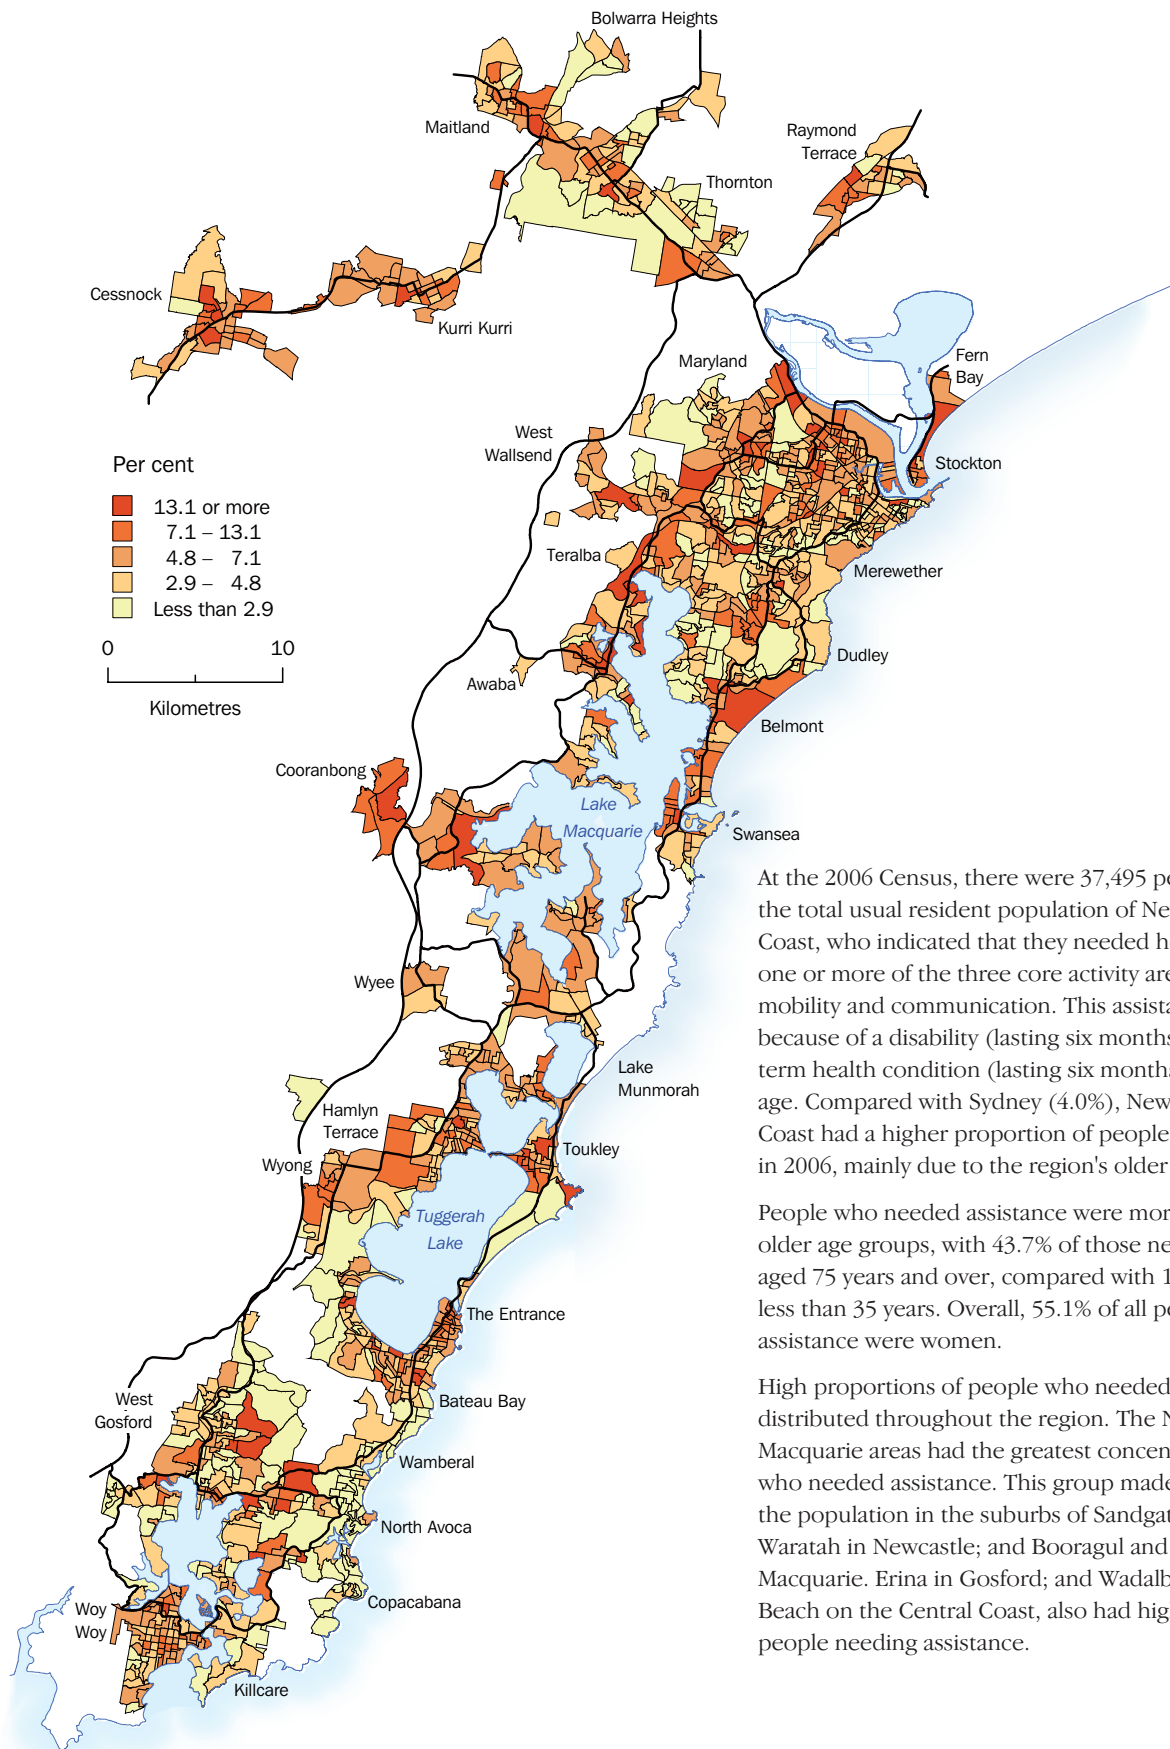 Bolwarra Heights
Maitland
Raymond
Terrace
Thornton
Cessnock
Kurri Kurri
Maryland
Fern
Bay
West
Wallsend
Stockton
Per cent
13.1 or more
7.1 – 13.1
4.8 – 7.1
2.9 – 4.8
Less than 2.9
0 10
Kilometres
Teralba
Merewether
Dudley
Awaba
Belmont
Cooranbong
Lake
Macquarie
Swansea
Wyee
Lake
Munmorah
Hamlyn
Terrace
Wyong
Toukley
Tuggerah
Lake
The Entrance
West
Gosford
Bateau Bay
Wamberal
North Avoca
Copacabana
Woy
Woy
Killcare
At the 2006 Census, there were 37,495 pe
the total usual resident population of Ne
Coast, who indicated that they needed h
one or more of the three core activity are
mobility and communication. This assista
because of a disability (lasting six months
term health condition (lasting six months
age. Compared with Sydney (4.0%), New
Coast had a higher proportion of people
in 2006, mainly due to the region's older
People who needed assistance were mor
older age groups, with 43.7% of those ne
aged 75 years and over, compared with 1
less than 35 years. Overall, 55.1% of all pe
assistance were women.
High proportions of people who needed
distributed throughout the region. The N
Macquarie areas had the greatest concen
who needed assistance. This group made
the population in the suburbs of Sandgat
Waratah in Newcastle; and Booragul and
Macquarie. Erina in Gosford; and Wadalb
Beach on the Central Coast, also had hig
people needing assistance.